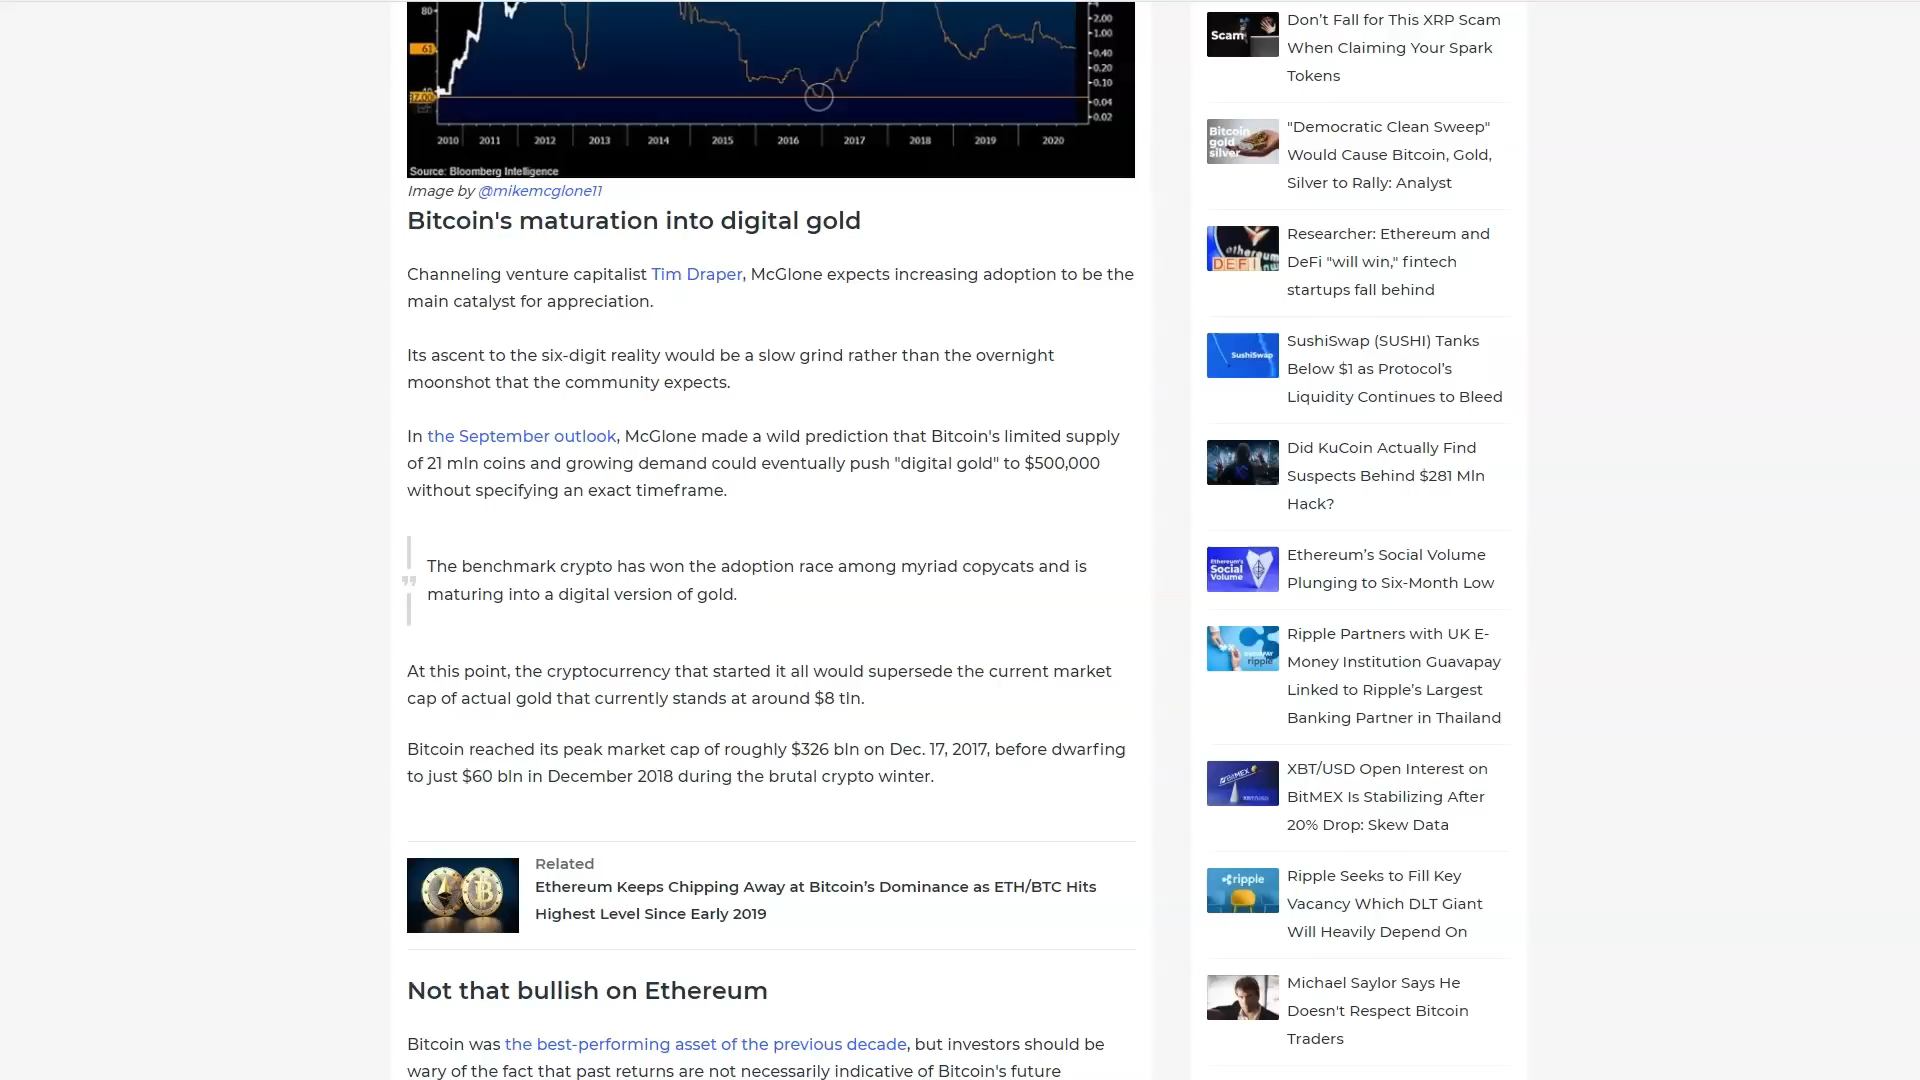 80
61
37.00
2.00
1.00
0.40
0.20
0.10
0.04
0.02
2010 2011 2012 2013 2014 2015 2016 2017 2018 2019 2020
Source: Bloomberg Intelligence
Image by @mikemcglone11
Bitcoin's maturation into digital gold
Channeling venture capitalist Tim Draper, McGlone expects increasing adoption to be the
main catalyst for appreciation.
Its ascent to the six-digit reality would be a slow grind rather than the overnight
moonshot that the community expects.
In the September outlook, McGlone made a wild prediction that Bitcoin's limited supply
of 21 mln coins and growing demand could eventually push "digital gold" to $500,000
without specifying an exact timeframe.
The benchmark crypto has won the adoption race among myriad copycats and is
maturing into a digital version of gold.
At this point, the cryptocurrency that started it all would supersede the current market
cap of actual gold that currently stands at around $8 tln.
Bitcoin reached its peak market cap of roughly $326 bln on Dec. 17, 2017, before dwarfing
to just $60 bln in December 2018 during the brutal crypto winter.
Related
Ethereum Keeps Chipping Away at Bitcoin’s Dominance as ETH/BTC Hits
Highest Level Since Early 2019
Not that bullish on Ethereum
Bitcoin was the best-performing asset of the previous decade, but investors should be
wary of the fact that past returns are not necessarily indicative of Bitcoin's future
Scam
Don’t Fall for This XRP Scam
When Claiming Your Spark
Tokens
Bitcoin
gold
silver
"Democratic Clean Sweep"
Would Cause Bitcoin, Gold,
Silver to Rally: Analyst
ethereum
DEFI
Researcher: Ethereum and
DeFi "will win," fintech
startups fall behind
SushiSwap
SushiSwap (SUSHI) Tanks
Below $1 as Protocol’s
Liquidity Continues to Bleed
Did KuCoin Actually Find
Suspects Behind $281 Mln
Hack?
Ethereum's
Social
Volume
Ethereum’s Social Volume
Plunging to Six-Month Low
ripple
Ripple Partners with UK E-
Money Institution Guavapay
Linked to Ripple’s Largest
Banking Partner in Thailand
BitMEX
XBT/USD
XBT/USD Open Interest on
BitMEX Is Stabilizing After
20% Drop: Skew Data
ripple
Ripple Seeks to Fill Key
Vacancy Which DLT Giant
Will Heavily Depend On
Michael Saylor Says He
Doesn't Respect Bitcoin
Traders